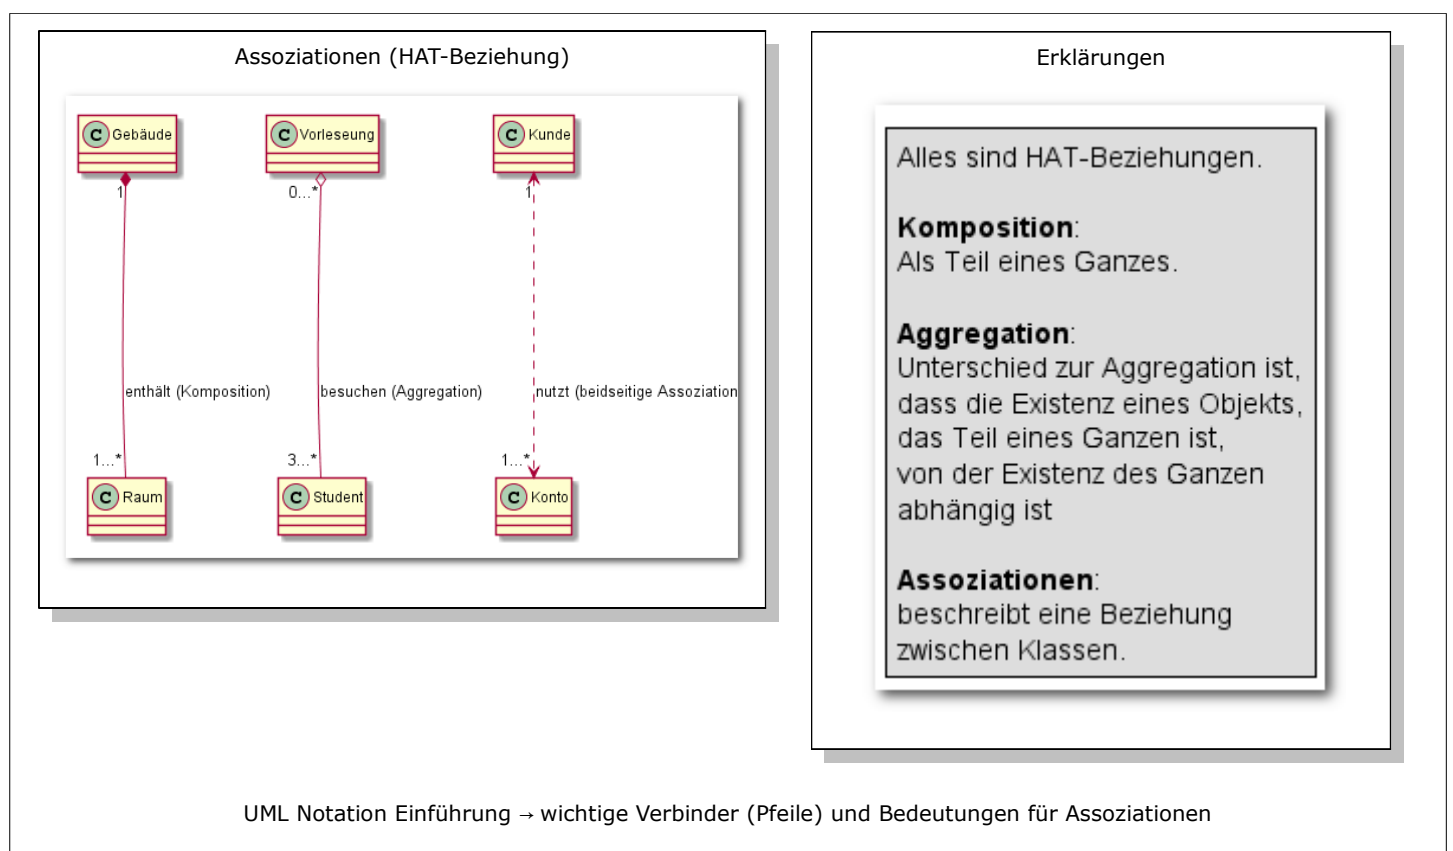 Assoziationen (HAT-Beziehung)
C Gebäude
C Vorleseung
C Kunde
1
0...*
1
enthält (Komposition)
besuchen (Aggregation)
nutzt (beidseitige Assoziation
1...*
3...*
1...*
C Raum
C Student
C Konto
Erklärungen
Alles sind HAT-Beziehungen.
Komposition:
Als Teil eines Ganzes.
Aggregation:
Unterschied zur Aggregation ist,
dass die Existenz eines Objekts,
das Teil eines Ganzen ist,
von der Existenz des Ganzen
abhängig ist
Assoziationen:
beschreibt eine Beziehung
zwischen Klassen.
UML Notation Einführung → wichtige Verbinder (Pfeile) und Bedeutungen für Assoziationen